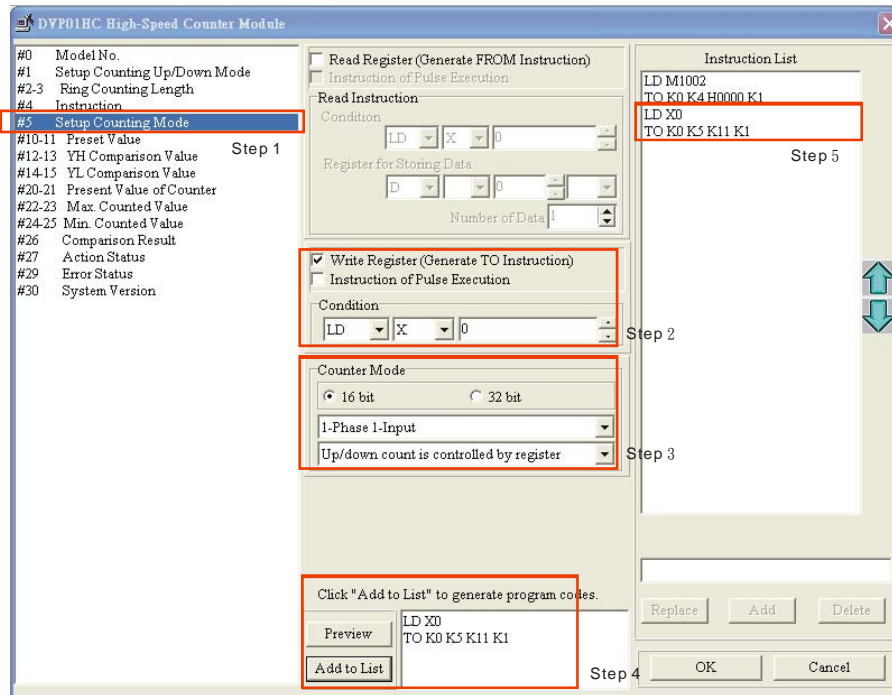 DVP01HC High-Speed Counter Module
#0 Model No.
#1 Setup Counting Up/Down Mode
#2-3 Ring Counting Length
#4 Instruction
#5 Setup Counting Mode
#10-11 Preset Value
#12-13 YH Comparison Value
#14-15 YL Comparison Value
#20-21 Present Value of Counter
#22-23 Max. Counted Value
#24-25 Min. Counted Value
#26 Comparison Result
#27 Action Status
#29 Error Status
#30 System Version
Step 1
Read Register (Generate FROM Instruction)
Instruction of Pulse Execution
Read Instruction
Condition
LD X 0
Register for Storing Data
D 0
Number of Data 1
Write Register (Generate TO Instruction)
Instruction of Pulse Execution
Condition
LD X 0
Step 2
Counter Mode
16 bit 32 bit
1-Phase 1-Input
Up/down count is controlled by register
Step 3
Click "Add to List" to generate program codes.
Preview
Add to List
LD X0
TO K0 K5 K11 K1
Step 4
Instruction List
LD M1002
TO K0 K4 H0000 K1
LD X0
TO K0 K5 K11 K1
Step 5
Replace Add Delete
OK Cancel